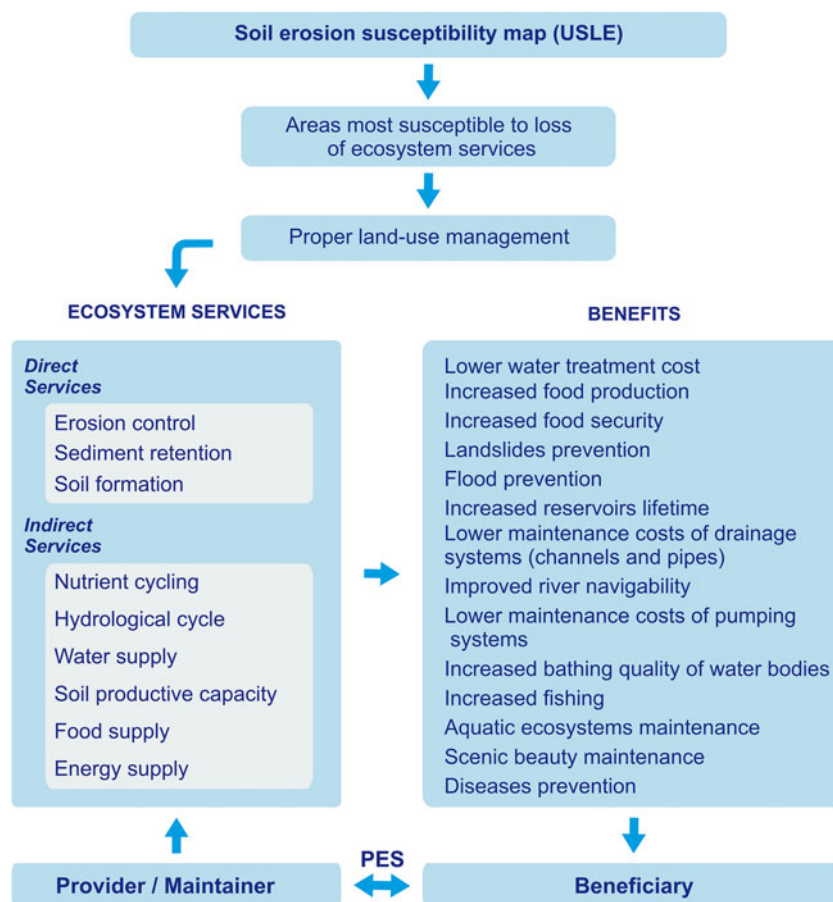 Soil erosion susceptibility map (USLE)
Areas most susceptible to loss
of ecosystem services
Proper land-use management
ECOSYSTEM SERVICES
Direct
Services
Erosion control
Sediment retention
Soil formation
Indirect
Services
Nutrient cycling
Hydrological cycle
Water supply
Soil productive capacity
Food supply
Energy supply
BENEFITS
Lower water treatment cost
Increased food production
Increased food security
Landslides prevention
Flood prevention
Increased reservoirs lifetime
Lower maintenance costs of drainage
systems (channels and pipes)
Improved river navigability
Lower maintenance costs of pumping
systems
Increased bathing quality of water bodies
Increased fishing
Aquatic ecosystems maintenance
Scenic beauty maintenance
Diseases prevention
Provider / Maintainer
PES
Beneficiary